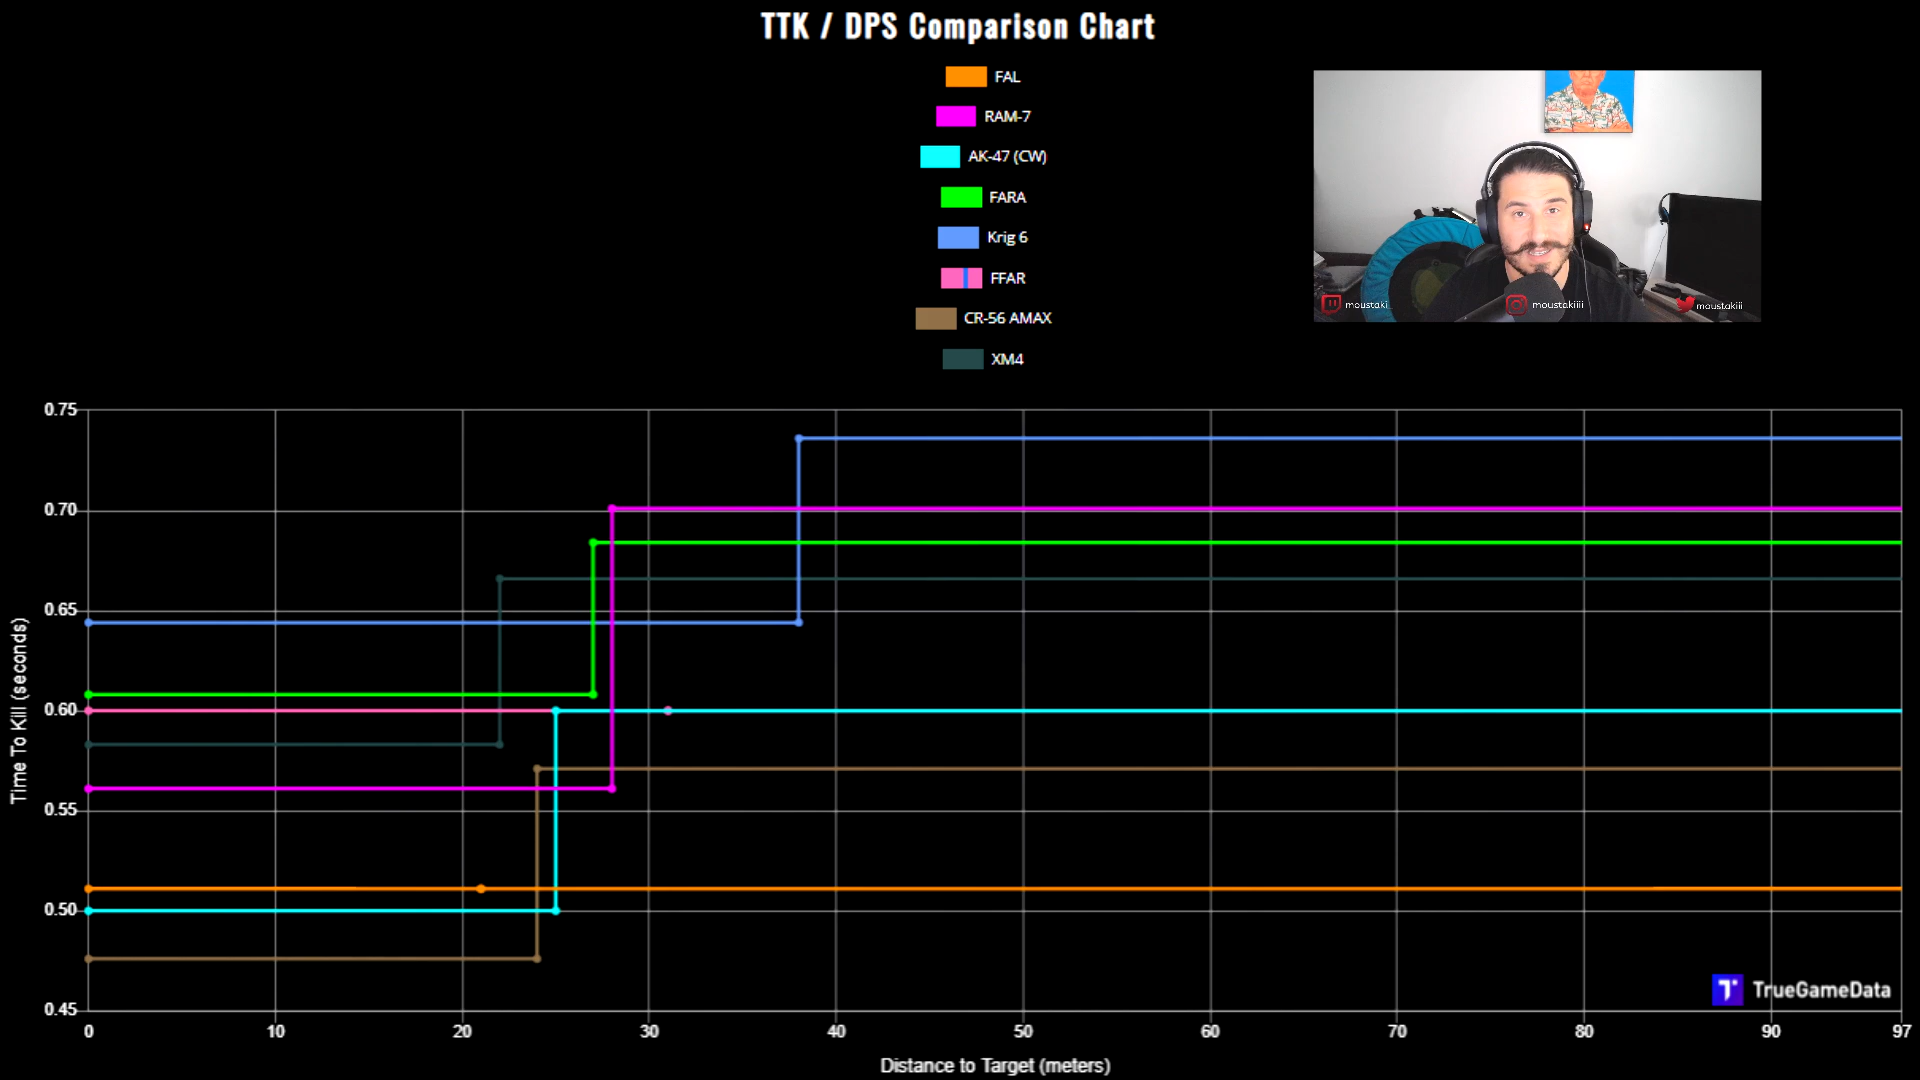 TTK / DPS Comparison Chart
FAL
RAM-7
AK-47 (CW)
FARA
Krig 6
FFAR
CR-56 AMAX
XM4
moustaki
moustakiiii
moustakiii
0.75
0.70
0.65
0.60
0.55
0.50
0.45
Time To Kill (seconds)
0 10 20 30 40 50 60 70 80 90 97
Distance to Target (meters)
TrueGameData